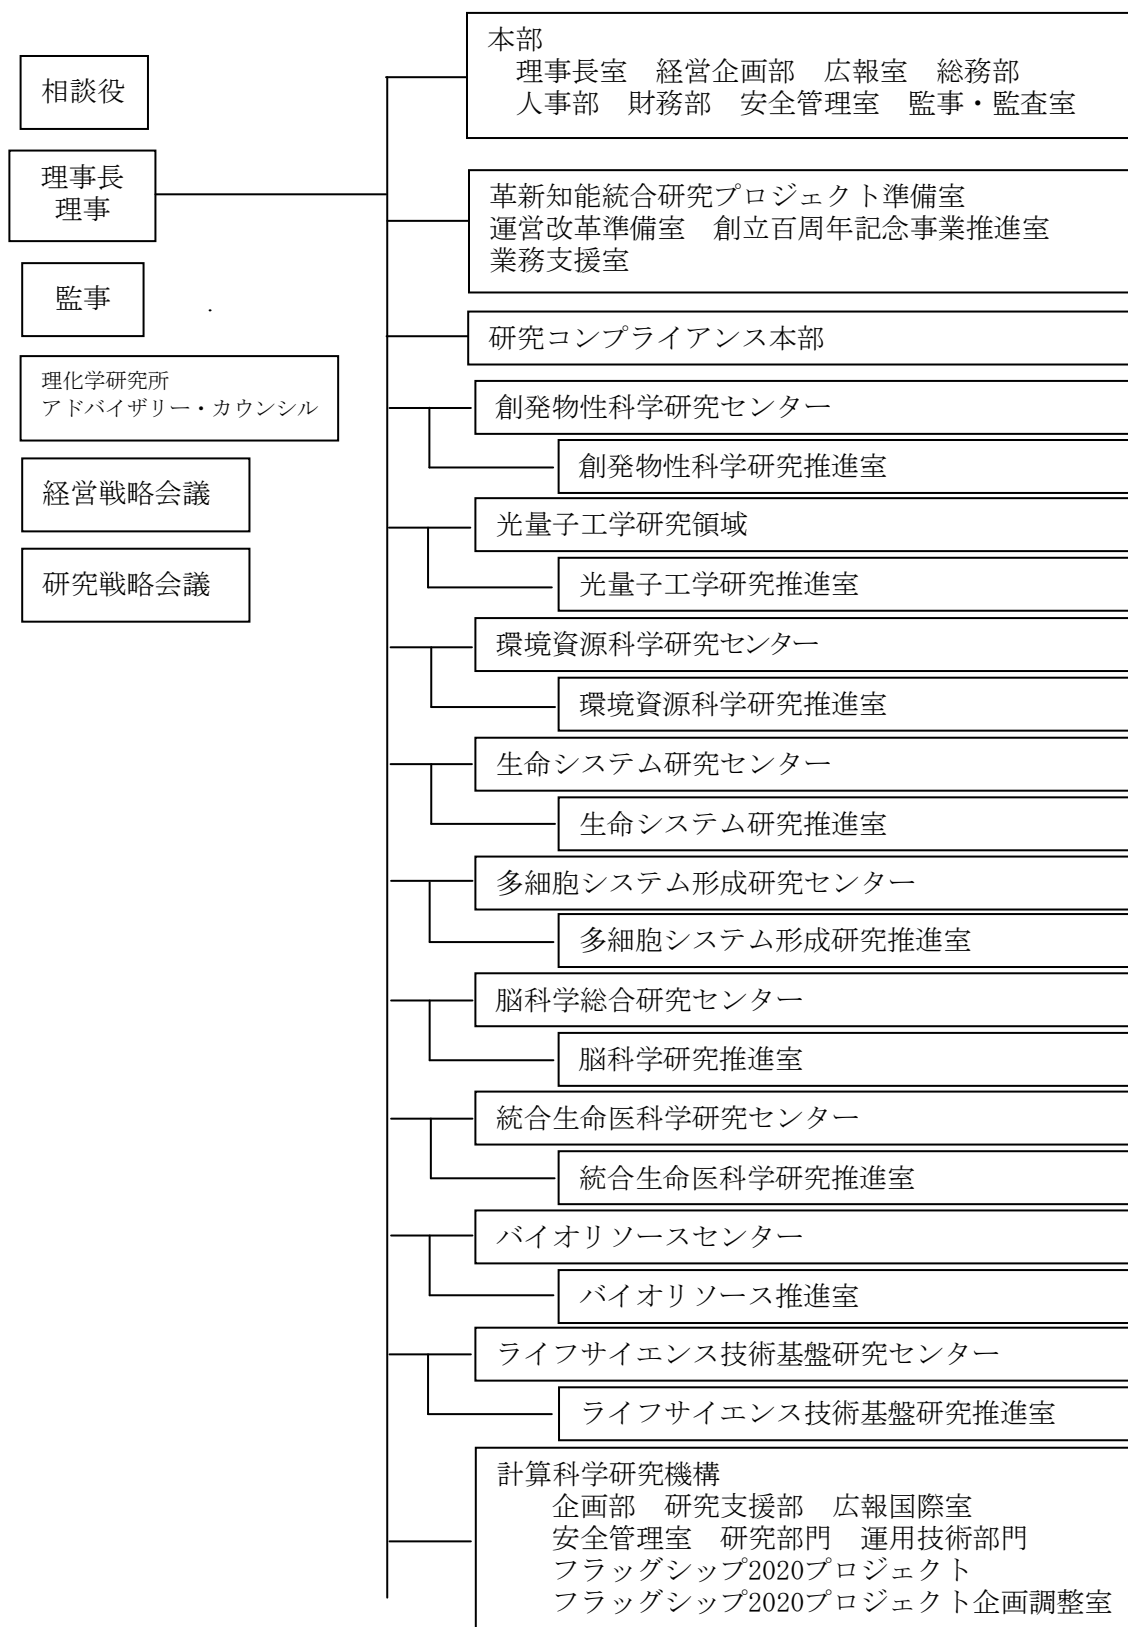 相談役
理事長
理事
監事
理化学研究所
アドバイザリー・カウンシル
経営戦略会議
研究戦略会議
本部
理事長室 経営企画部 広報室 総務部
人事部 財務部 安全管理室 監事・監査室
革新知能統合研究プロジェクト準備室
運営改革準備室 創立百周年記念事業推進室
業務支援室
研究コンプライアンス本部
創発物性科学研究センター
創発物性科学研究推進室
光量子工学研究領域
光量子工学研究推進室
環境資源科学研究センター
環境資源科学研究推進室
生命システム研究センター
生命システム研究推進室
多細胞システム形成研究センター
多細胞システム形成研究推進室
脳科学総合研究センター
脳科学研究推進室
統合生命医科学研究センター
統合生命医科学研究推進室
バイオリソースセンター
バイオリソース推進室
ライフサイエンス技術基盤研究センター
ライフサイエンス技術基盤研究推進室
計算科学研究機構
企画部 研究支援部 広報国際室
安全管理室 研究部門 運用技術部門
フラッグシップ2020プロジェクト
フラッグシップ2020プロジェクト企画調整室